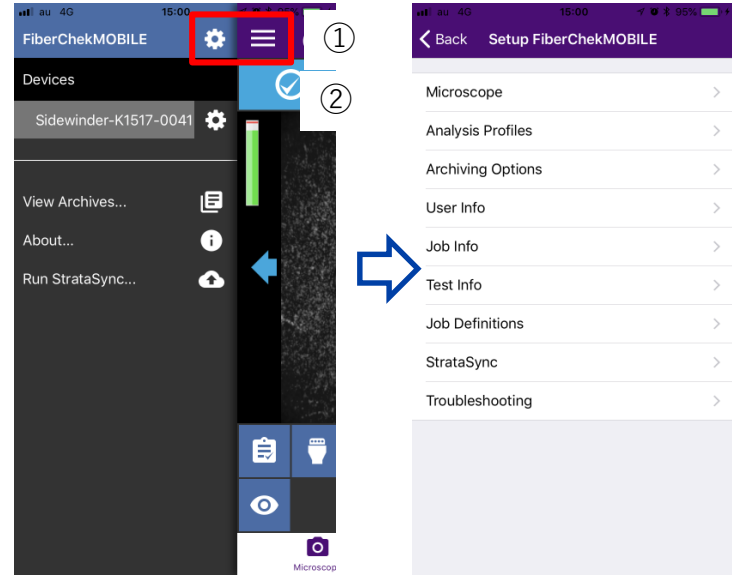 au 4G 15:00 95%
FiberChekMOBILE
①
②
Devices
Sidewinder-K1517-0041
View Archives...
About...
Run StrataSync...
Microscop
au 4G 15:00 95%
Back Setup FiberChekMOBILE
Microscope
Analysis Profiles
Archiving Options
User Info
Job Info
Test Info
Job Definitions
StrataSync
Troubleshooting